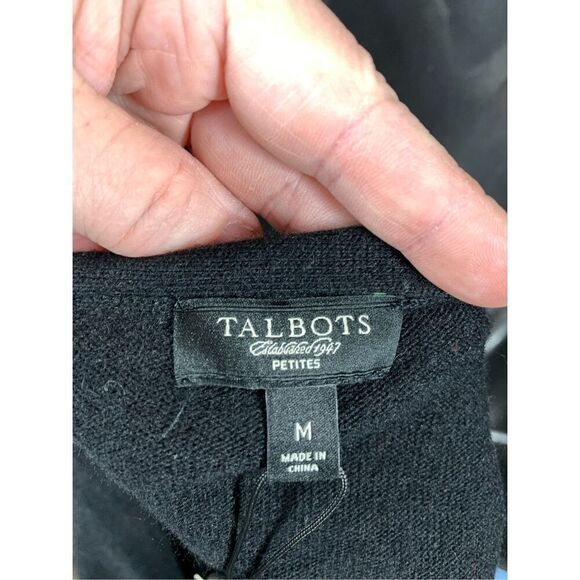 TALBOTS
Established 1947
PETITES
M
MADE IN
CHINA